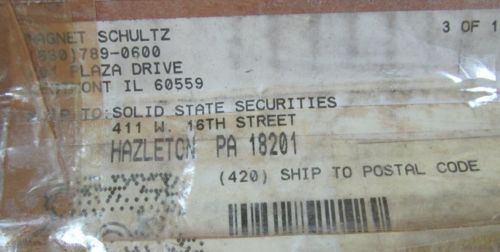 MAGNET SCHULTZ
(630)789-0600
PLAZA DRIVE
IL 60559
3 OF 1
TO: SOLID STATE SECURITIES
411 W. 16TH STREET
HAZLETON PA 18201
(420) SHIP TO POSTAL CODE